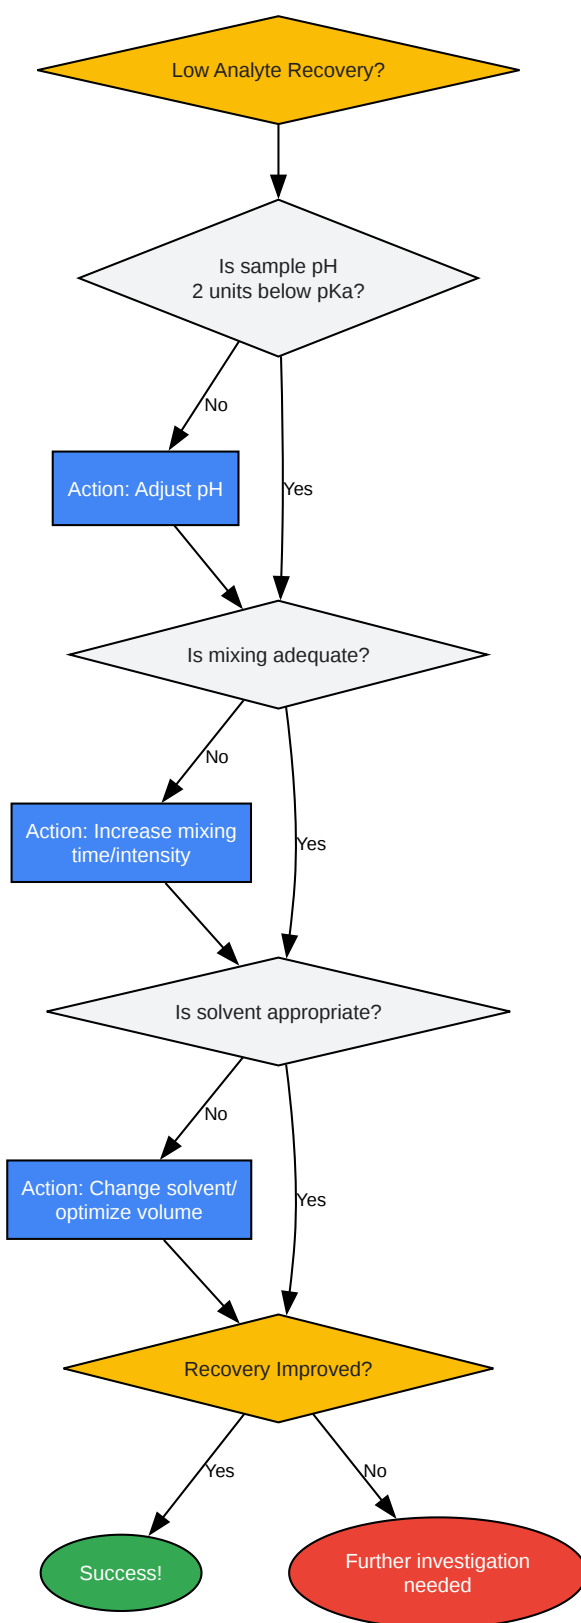 Low Analyte Recovery?
Is sample pH
2 units below pKa?
No
Action: Adjust pH
Yes
Is mixing adequate?
No
Action: Increase mixing
time/intensity
Yes
Is solvent appropriate?
No
Action: Change solvent/
optimize volume
Yes
Recovery Improved?
Yes
No
Success!
Further investigation
needed